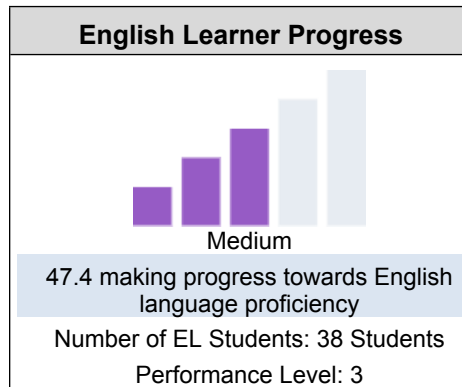 English Learner Progress
Medium
47.4 making progress towards English
language proficiency
Number of EL Students: 38 Students
Performance Level: 3